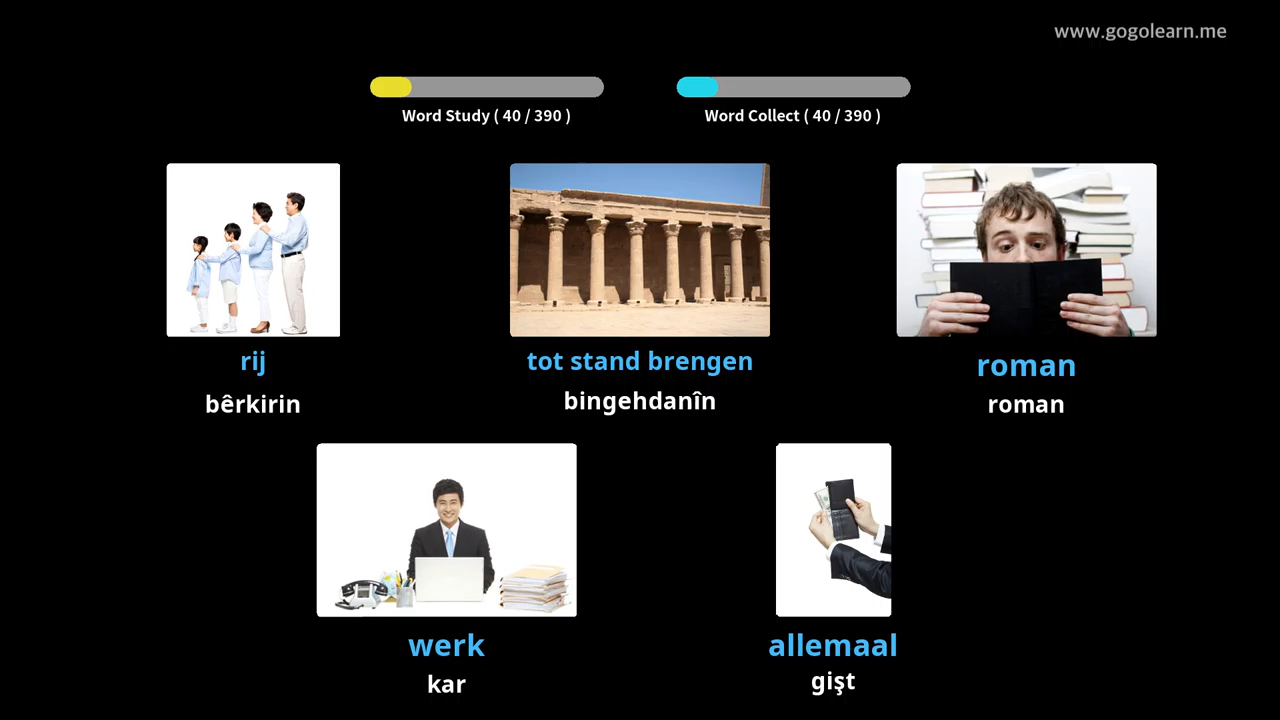 www.gogolearn.me
Word Study ( 40 / 390 )
Word Collect ( 40 / 390 )
rij
bêrkirin
tot stand brengen
bingehdanîn
roman
roman
werk
kar
allemaal
gişt